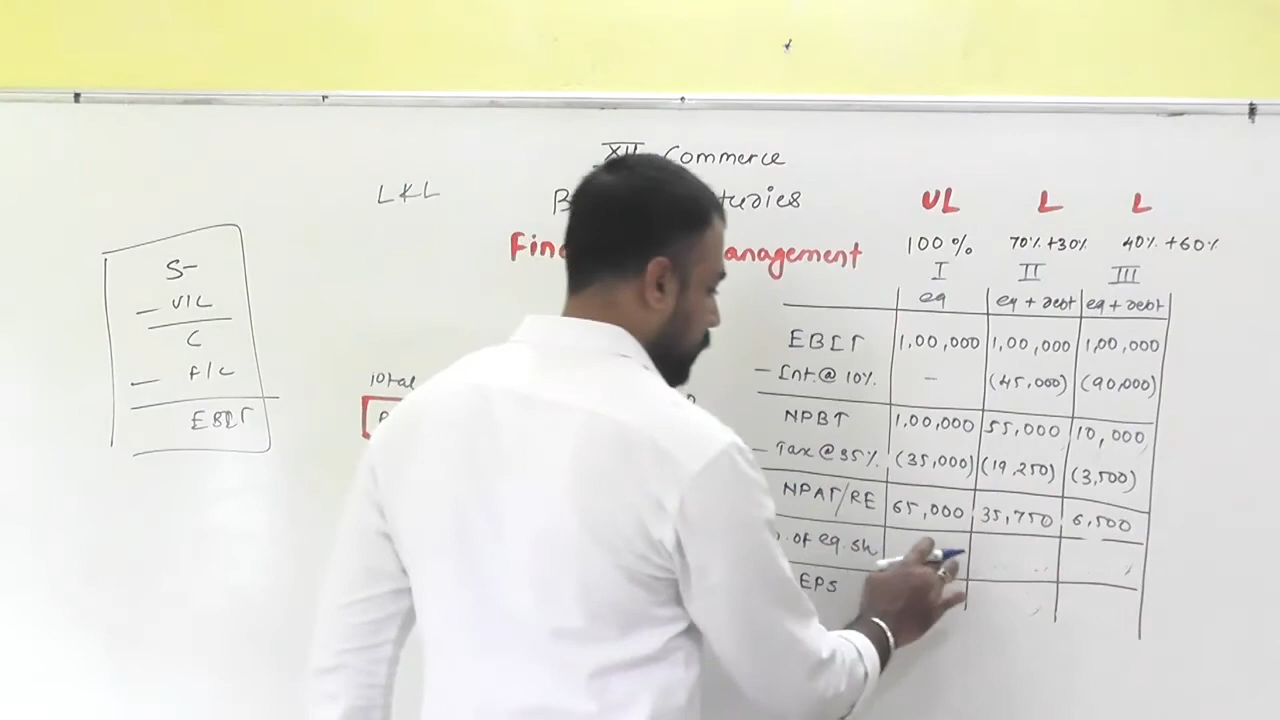 XII Commerce
LKL
UL L L
100% 70%+30% 40%+60%
I II III
eq eq + debt eq + debt
S-
- V/C
C
- F/C
EBIT
EBIT 1,00,000 1,00,000 1,00,000
- Int.@ 10%. - (45,000) (90,000)
NPBT 1,00,000 55,000 10,000
- Tax @ 35%. (35,000) (19,250) (3,500)
NPAT/RE 65,000 35,750 6,500
of eq. sh
EPS
Total